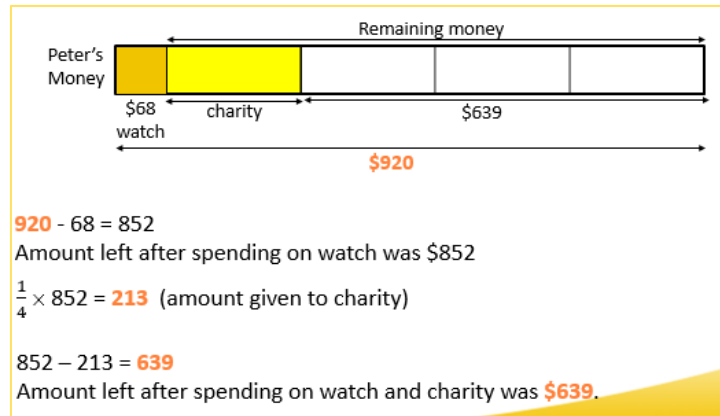 Remaining money
Peter's
Money
$68 charity $639
watch
$920
920 - 68 = 852
Amount left after spending on watch was $852
1/4 × 852 = 213 (amount given to charity)
852 – 213 = 639
Amount left after spending on watch and charity was $639.